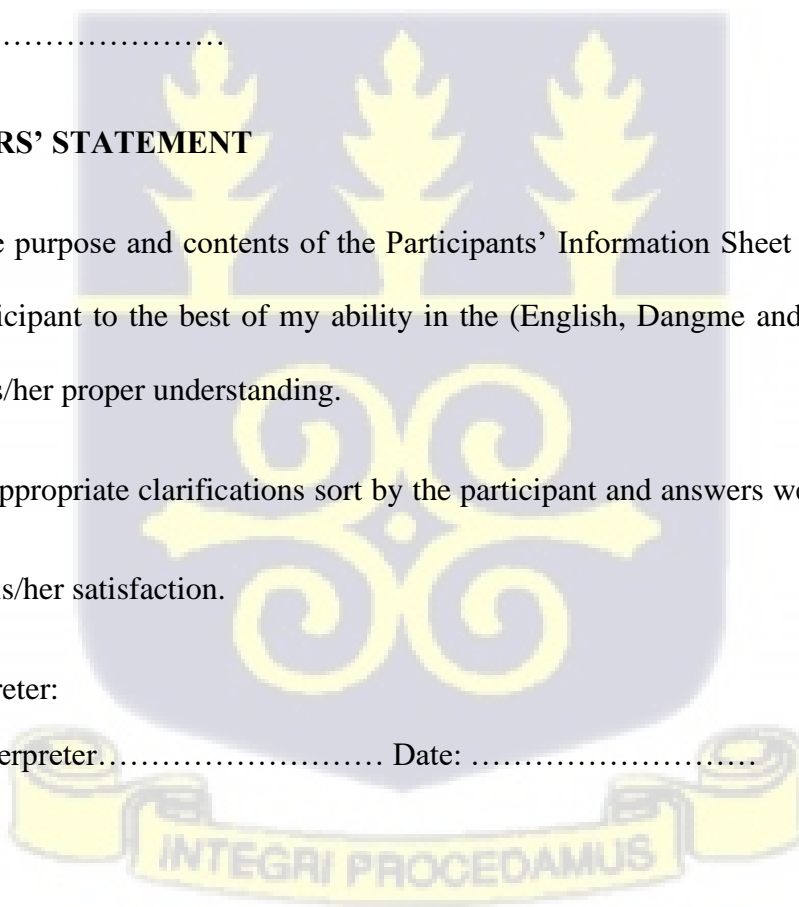 ……………………
RS’ STATEMENT
e purpose and contents of the Participants’ Information Sheet
icipant to the best of my ability in the (English, Dangme and
s/her proper understanding.
ppropriate clarifications sort by the participant and answers we
is/her satisfaction.
reter:
erpreter……………………… Date: ………………………
INTEGRI PROCEDAMUS